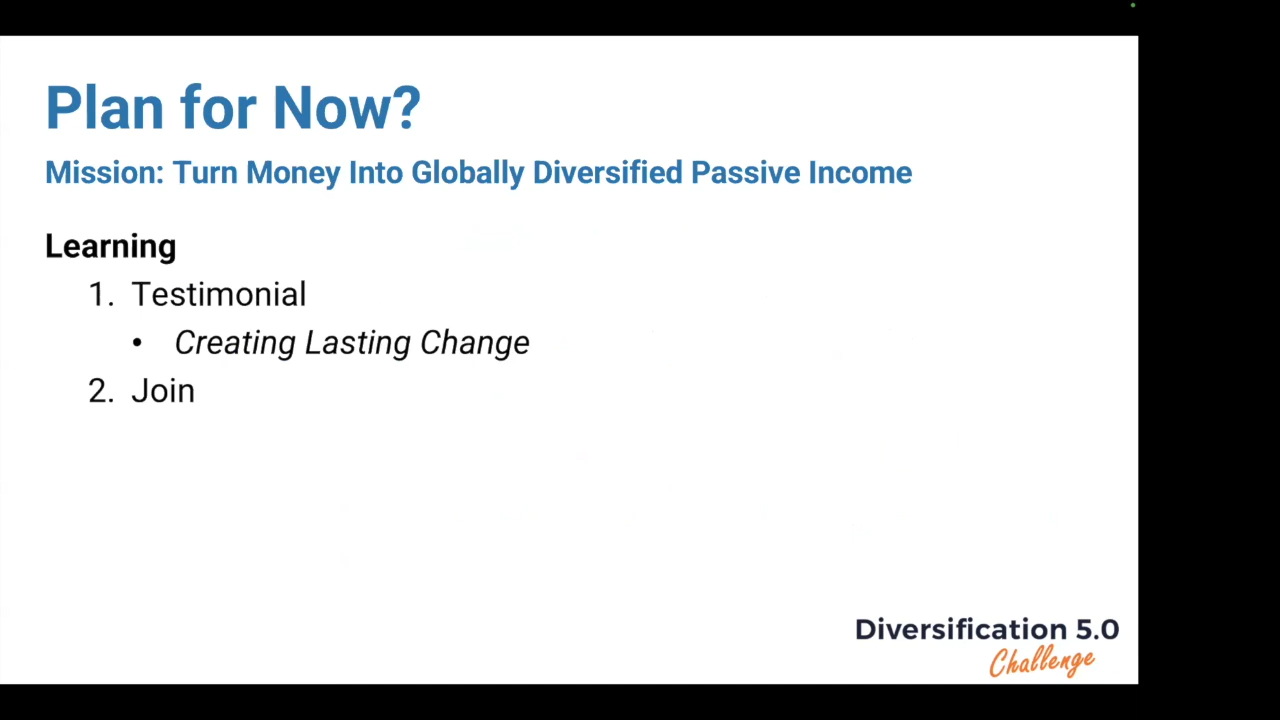 Plan for Now?
Mission: Turn Money Into Globally Diversified Passive Income
Learning
1. Testimonial
• Creating Lasting Change
2. Join
Diversification 5.0
Challenge